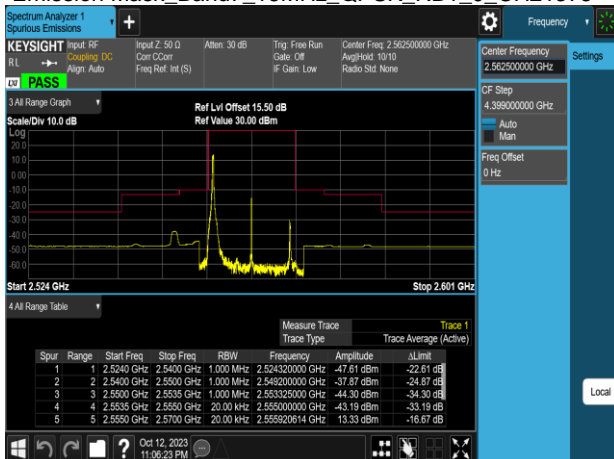 Spectrum Analyzer 1
Spurious Emissions
Frequency
KEYSIGHT
RL
Input: RF
Coupling: DC
Align: Auto
Input Z: 50 Ω
Corr CCorr
Freq Ref: Int (S)
Atten: 30 dB
Trig: Free Run
Gate: Off
IF Gain: Low
Center Freq: 2.562500000 GHz
Avg|Hold: 10/10
Radio Std: None
LXI PASS
Center Frequency
2.562500000 GHz
Settings
CF Step
4.399000000 GHz
Auto
Man
Freq Offset
0 Hz
3 All Range Graph
Scale/Div 10.0 dB
Ref Lvl Offset 15.50 dB
Ref Value 30.00 dBm
Log
20.0
10.0
0.00
-10.0
-20.0
-30.0
-40.0
-50.0
-60.0
Start 2.524 GHz
Stop 2.601 GHz
4 All Range Table
Measure Trace Trace 1
Trace Type Trace Average (Active)
Spur Range Start Freq Stop Freq RBW Frequency Amplitude ΔLimit
1 1 2.5240 GHz 2.5400 GHz 1.000 MHz 2.524320000 GHz -47.61 dBm -22.61 dB
2 2 2.5400 GHz 2.5500 GHz 1.000 MHz 2.549200000 GHz -37.87 dBm -24.87 dB
3 3 2.5500 GHz 2.5535 GHz 1.000 MHz 2.553325000 GHz -44.30 dBm -34.30 dB
4 4 2.5535 GHz 2.5550 GHz 20.00 kHz 2.555000000 GHz -43.19 dBm -33.19 dB
5 5 2.5550 GHz 2.5700 GHz 20.00 kHz 2.555920614 GHz 13.33 dBm -16.67 dB
Local
Oct 12, 2023
11:06:23 PM